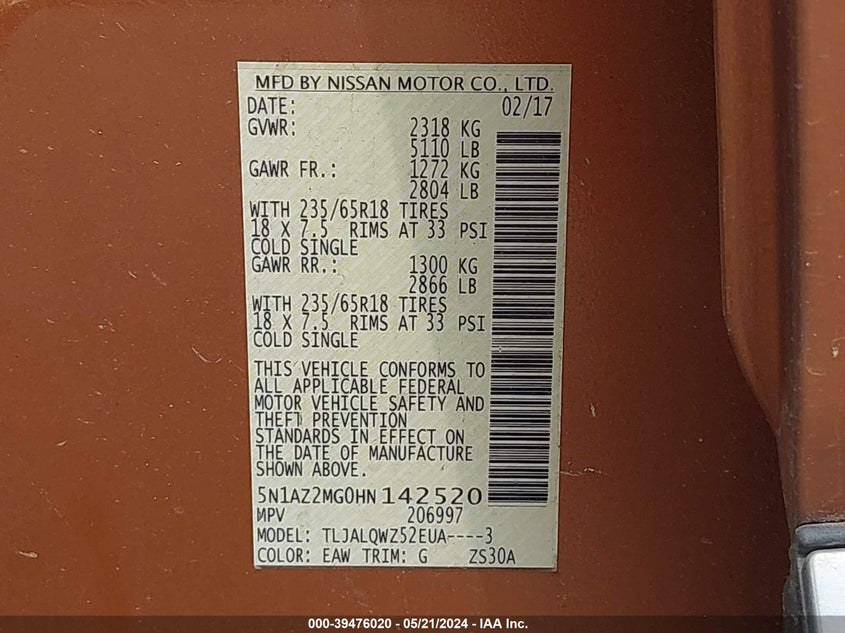 MFD BY NISSAN MOTOR CO., LTD.
DATE: 02/17
GVWR: 2318 KG
5110 LB
GAWR FR.: 1272 KG
2804 LB
WITH 235/65R18 TIRES
18 X 7.5 RIMS AT 33 PSI
COLD SINGLE
GAWR RR.: 1300 KG
2866 LB
WITH 235/65R18 TIRES
18 X 7.5 RIMS AT 33 PSI
COLD SINGLE
THIS VEHICLE CONFORMS TO
ALL APPLICABLE FEDERAL
MOTOR VEHICLE SAFETY AND
THEFT PREVENTION
STANDARDS IN EFFECT ON
THE DATE OF MANUFACTURE
SHOWN ABOVE.
5N1AZ2MG0HN142520
MPV 206997
MODEL: TLJALQWZ52EUA----3
COLOR: EAW TRIM: G ZS30A
000-39476020 - 05/21/2024 - IAA Inc.